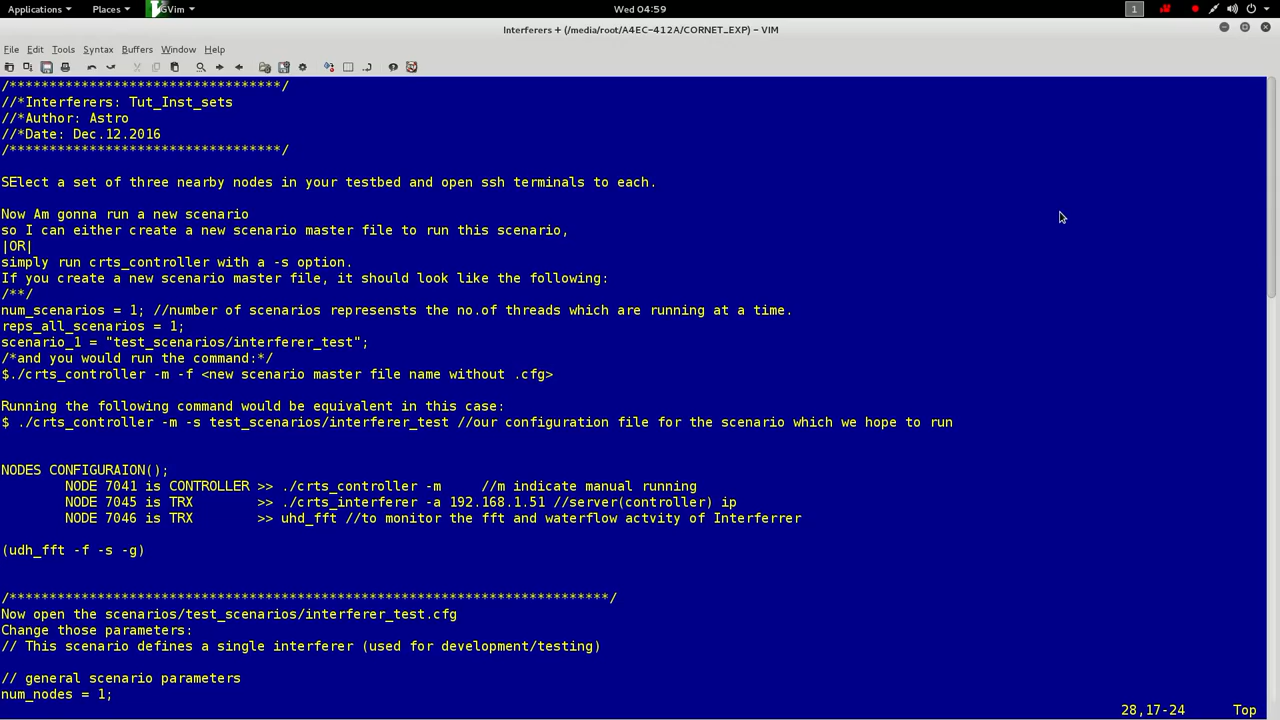 Applications Places GVim Wed 04:59 1
Interferers + (/media/root/A4EC-412A/CORNET_EXP) - VIM
File Edit Tools Syntax Buffers Window Help
/**********************************/
//*Interferers: Tut_Inst_sets
//*Author: Astro
//*Date: Dec.12.2016
/**********************************/
SElect a set of three nearby nodes in your testbed and open ssh terminals to each.
Now Am gonna run a new scenario
so I can either create a new scenario master file to run this scenario,
|OR|
simply run crts_controller with a -s option.
If you create a new scenario master file, it should look like the following:
/**/
num_scenarios = 1; //number of scenarios represensts the no.of threads which are running at a time.
reps_all_scenarios = 1;
scenario_1 = "test_scenarios/interferer_test";
/*and you would run the command:*/
$./crts_controller -m -f <new scenario master file name without .cfg>
Running the following command would be equivalent in this case:
$ ./crts_controller -m -s test_scenarios/interferer_test //our configuration file for the scenario which we hope to run
NODES CONFIGURAION();
NODE 7041 is CONTROLLER >> ./crts_controller -m //m indicate manual running
NODE 7045 is TRX >> ./crts_interferer -a 192.168.1.51 //server(controller) ip
NODE 7046 is TRX >> uhd_fft //to monitor the fft and waterflow actvity of Interferrer
(udh_fft -f -s -g)
/***************************************************************************/
Now open the scenarios/test_scenarios/interferer_test.cfg
Change those parameters:
// This scenario defines a single interferer (used for development/testing)
// general scenario parameters
num_nodes = 1;
28,17-24 Top